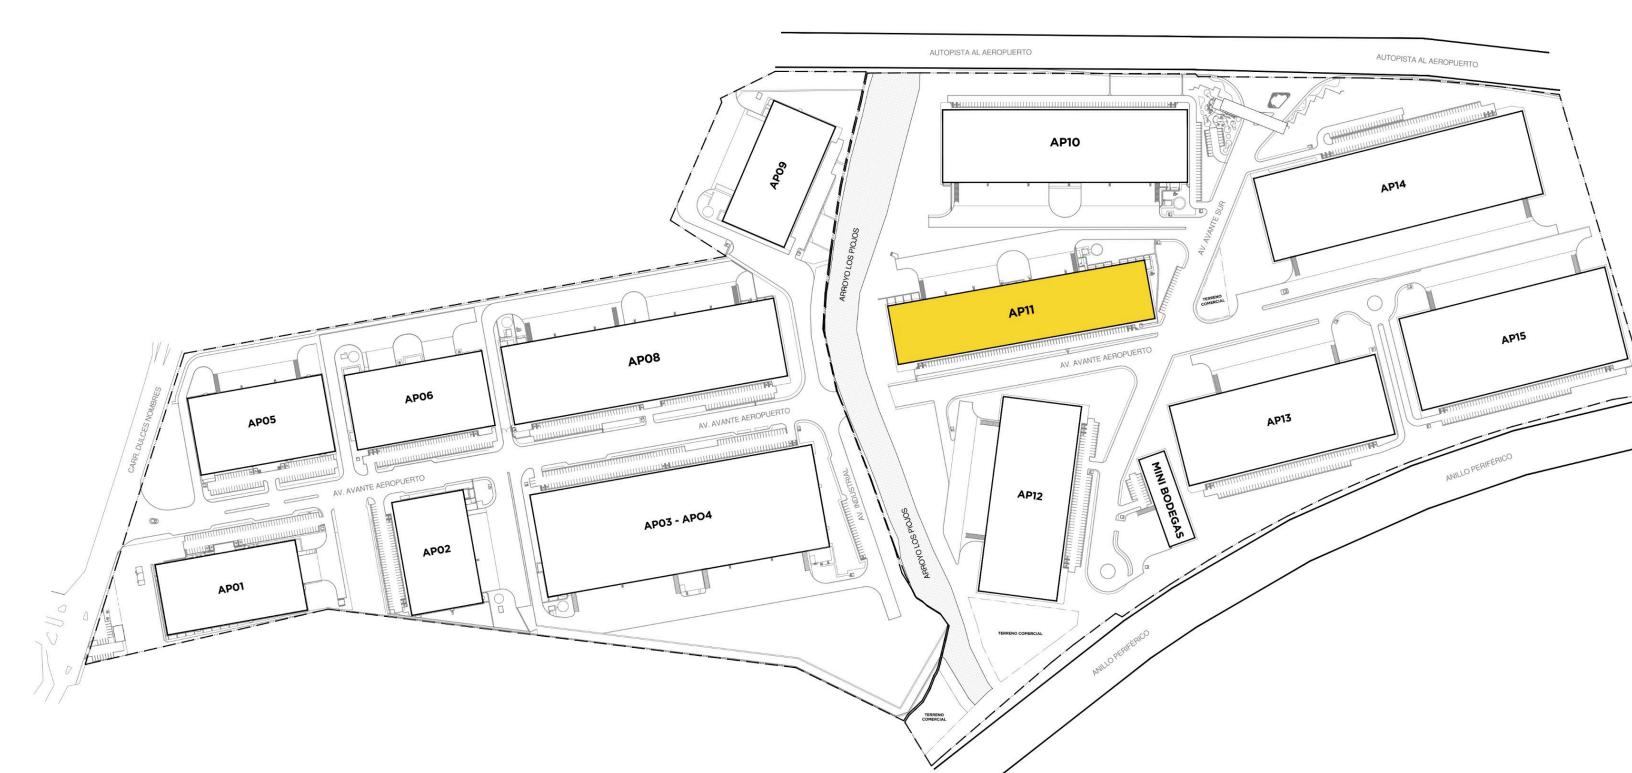 AUTOPISTA AL AEROPUERTO
AUTOPISTA AL AEROPUERTO
AP10
AP09
AP14
AV. AVANTE SUR
ARROYO LOS PIOJOS
TERRENO
COMERCIAL
AP11
AP15
AP08
AV. AVANTE AEROPUERTO
AP06
AP05
CARR. DULCES NOMBRES
AV. AVANTE AEROPUERTO
AP13
ANILLO PERIFÉRICO
AV. AVANTE AEROPUERTO
AV. INDUSTRIAL
AP12
MINI BODEGAS
AP03 - APO4
AP02
ARROYO LOS PIOJOS
AP01
TERRENO COMERCIAL
ANILLO PERIFÉRICO
TERRENO
COMERCIAL